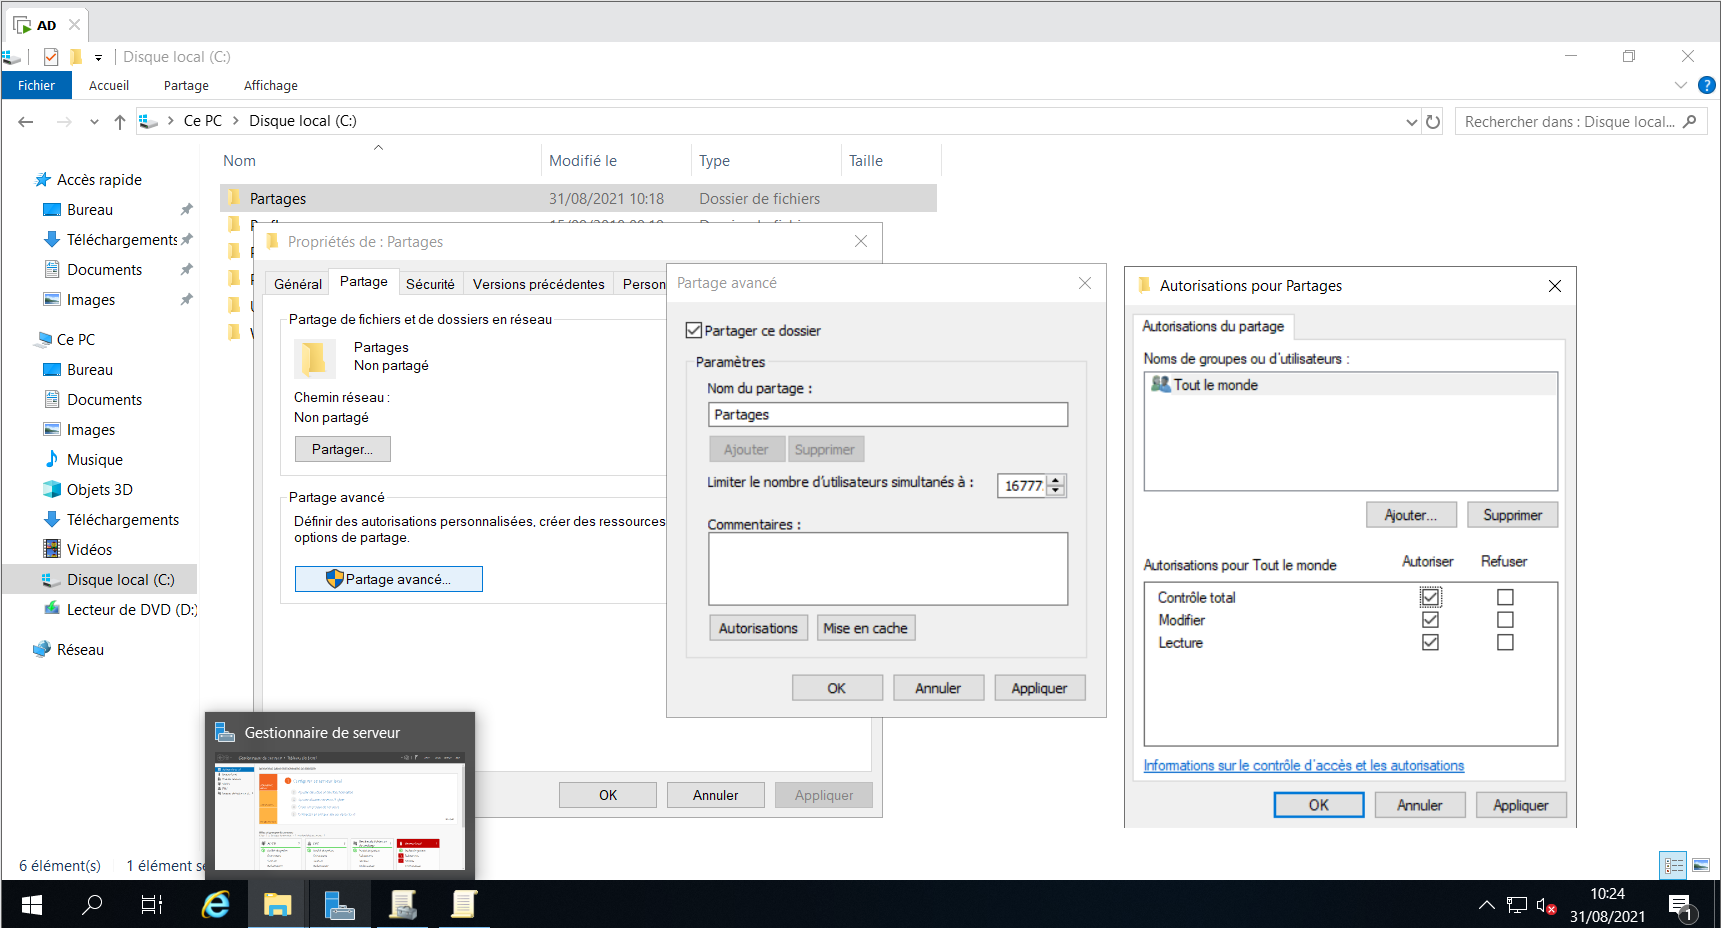 AD
Disque local (C:)
Fichier Accueil Partage Affichage
Ce PC Disque local (C:)
Rechercher dans : Disque local...
Nom Modifié le Type Taille
Accès rapide
Bureau
Téléchargements
Documents
Images
Ce PC
Bureau
Documents
Images
Musique
Objets 3D
Téléchargements
Vidéos
Disque local (C:)
Lecteur de DVD (D:)
Réseau
Partages 31/08/2021 10:18 Dossier de fichiers
Propriétés de : Partages
Général Partage Sécurité Versions précédentes Person
Partage de fichiers et de dossiers en réseau
Partages
Non partagé
Chemin réseau :
Non partagé
Partager...
Partage avancé
Définir des autorisations personnalisées, créer des ressources
options de partage.
Partage avancé...
OK Annuler Appliquer
Partage avancé
Partager ce dossier
Paramètres
Nom du partage :
Partages
Ajouter Supprimer
Limiter le nombre d'utilisateurs simultanés à : 16777
Commentaires :
Autorisations Mise en cache
OK Annuler Appliquer
Autorisations pour Partages
Autorisations du partage
Noms de groupes ou d'utilisateurs :
Tout le monde
Ajouter... Supprimer
Autorisations pour Tout le monde Autoriser Refuser
Contrôle total
Modifier
Lecture
Informations sur le contrôle d'accès et les autorisations
OK Annuler Appliquer
Gestionnaire de serveur
6 élément(s) 1 élément se
10:24
31/08/2021
1